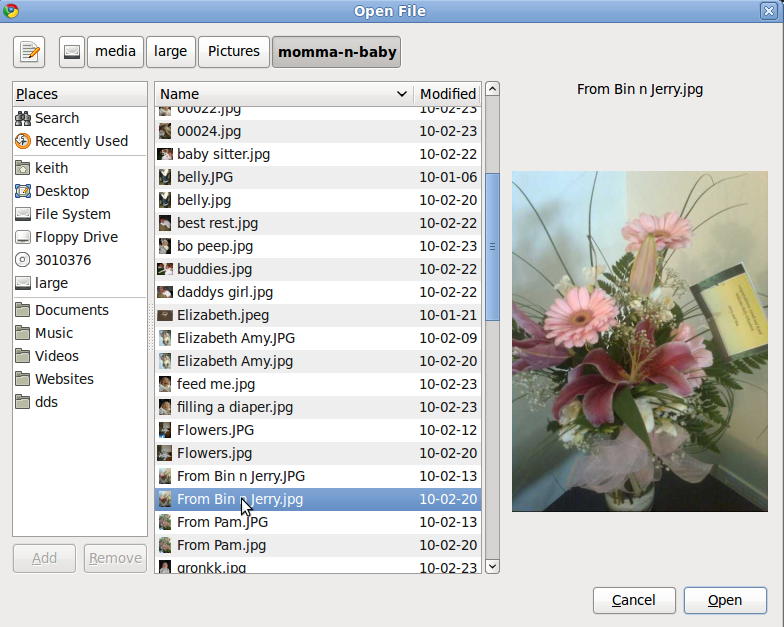 Open File
media
large
Pictures
momma-n-baby
Places
Search
Recently Used
keith
Desktop
File System
Floppy Drive
3010376
large
Documents
Music
Videos
Websites
dds
Add
Remove
Name Modified
00022.jpg 10-02-23
00024.jpg 10-02-23
baby sitter.jpg 10-02-22
belly.JPG 10-01-06
belly.jpg 10-02-20
best rest.jpg 10-02-22
bo peep.jpg 10-02-23
buddies.jpg 10-02-22
daddys girl.jpg 10-02-22
Elizabeth.jpeg 10-01-21
Elizabeth Amy.JPG 10-02-09
Elizabeth Amy.jpg 10-02-20
feed me.jpg 10-02-23
filling a diaper.jpg 10-02-23
Flowers.JPG 10-02-12
Flowers.jpg 10-02-20
From Bin n Jerry.JPG 10-02-13
From Bin n Jerry.jpg 10-02-20
From Pam.JPG 10-02-13
From Pam.jpg 10-02-20
gronkk.jpg 10-02-23
From Bin n Jerry.jpg
Cancel
Open